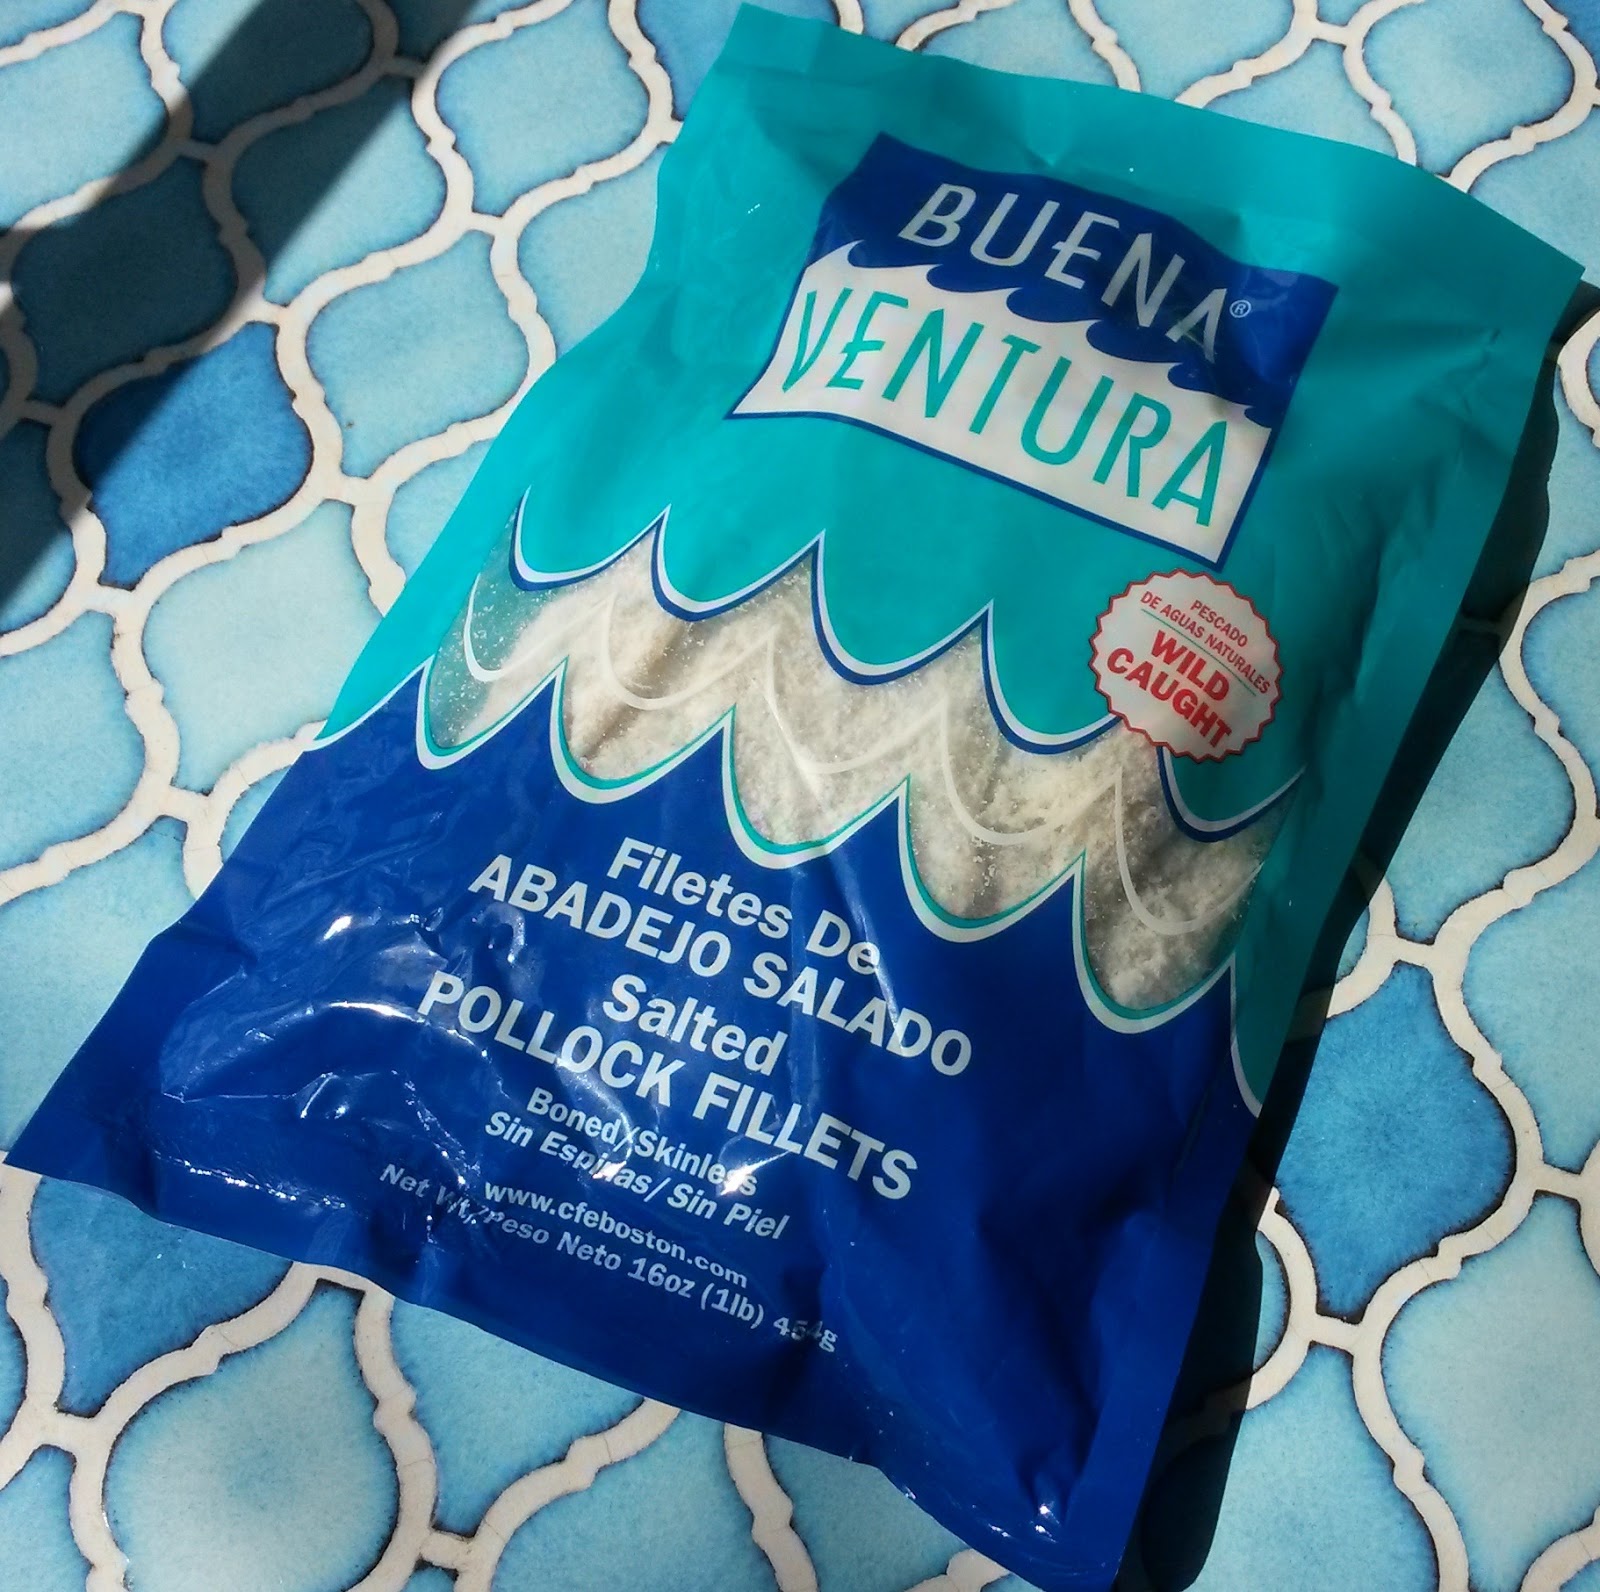 BUENA®
VENTURA
PESCADO
DE AGUAS NATURALES
WILD
CAUGHT
Filetes De
ABADEJO SALADO
Salted
POLLOCK FILLETS
Boned/Skinless
Sin Espinas/Sin Piel
www.cfeboston.com
Net Wt/Peso Neto 16oz (1lb) 454g